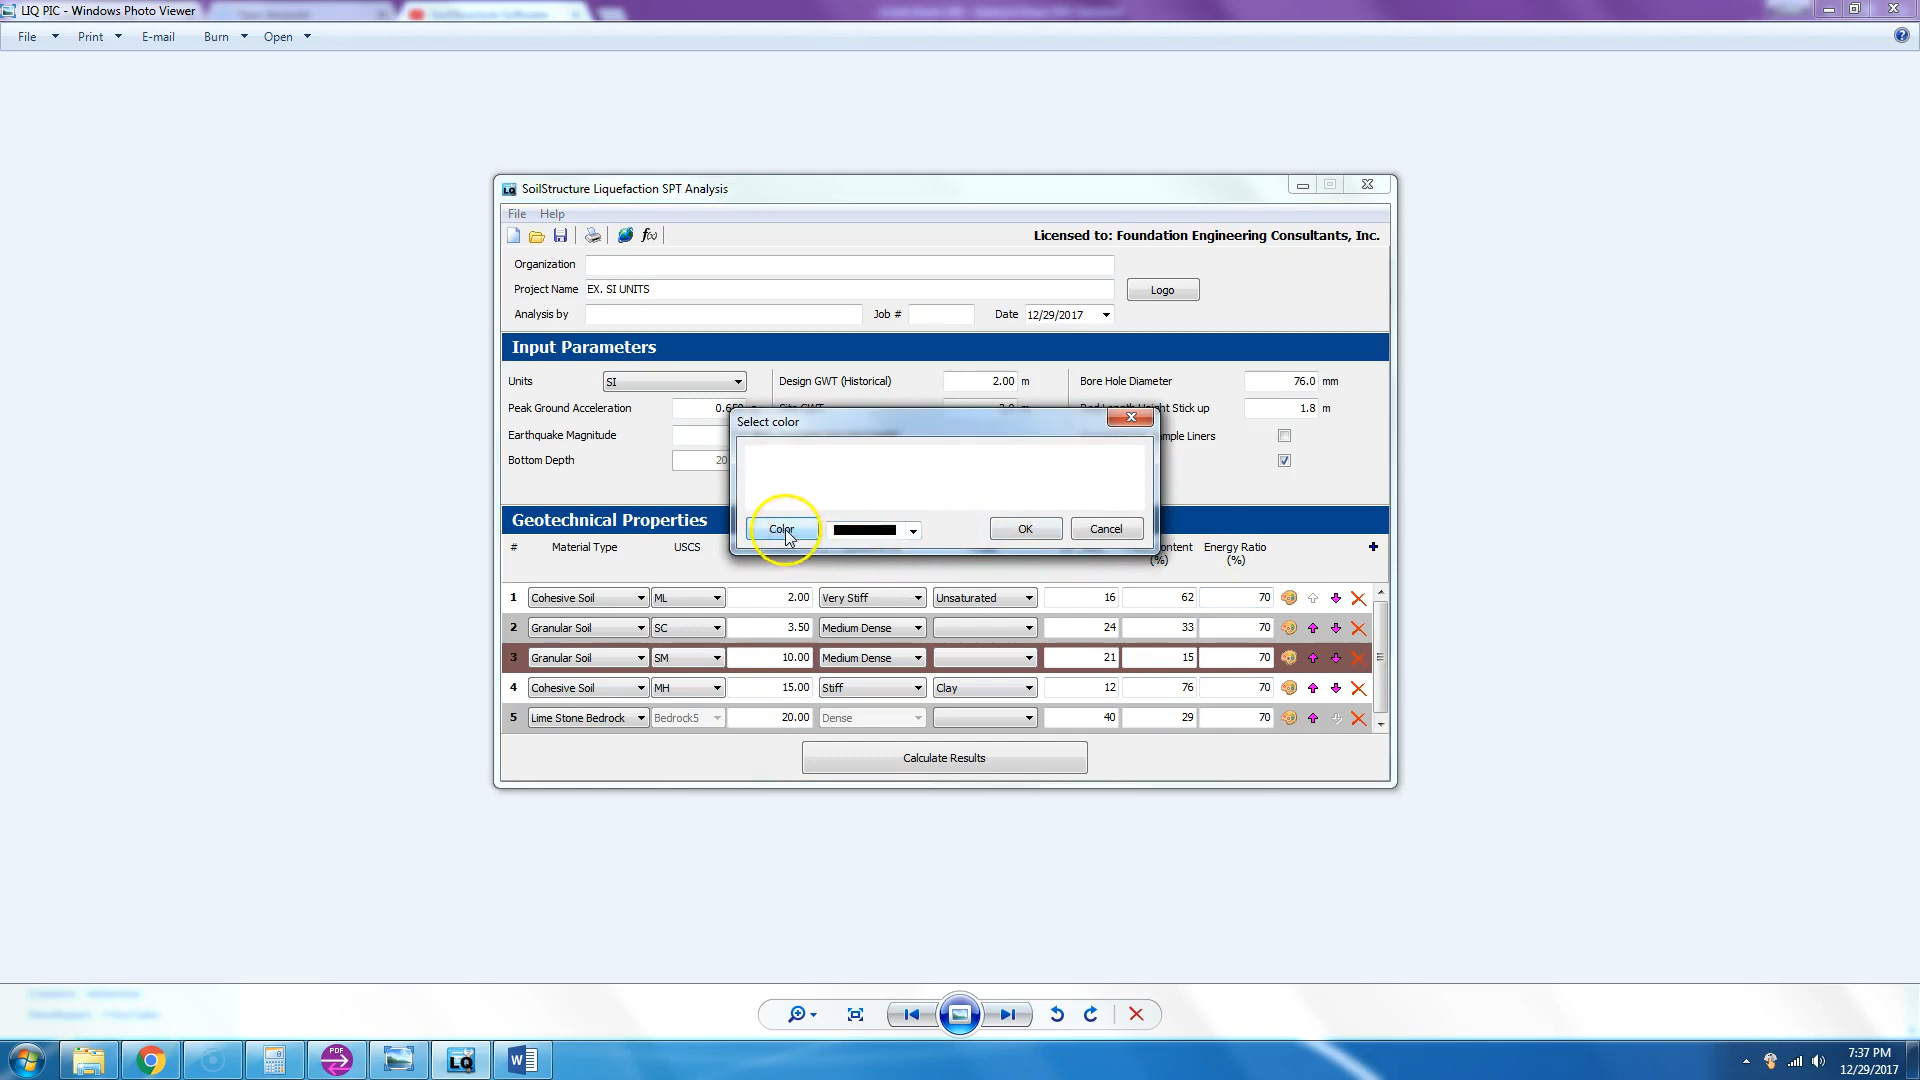 LIQ PIC - Windows Photo Viewer
File Print E-mail Burn Open
SoilStructure Liquefaction SPT Analysis
File Help
f(x) Licensed to: Foundation Engineering Consultants, Inc.
Organization
Project Name EX. SI UNITS Logo
Analysis by Job # Date 12/29/2017
Input Parameters
Units SI Design GWT (Historical) 2.00 m Bore Hole Diameter 76.0 mm
Peak Ground Acceleration Height Stick up 1.8 m
Earthquake Magnitude Liners
Bottom Depth 20
Select color
Color OK Cancel
Geotechnical Properties
# Material Type USCS Energy Ratio
(%) (%)
1 Cohesive Soil ML 2.00 Very Stiff Unsaturated 16 62 70
2 Granular Soil SC 3.50 Medium Dense 24 33 70
3 Granular Soil SM 10.00 Medium Dense 21 15 70
4 Cohesive Soil MH 15.00 Stiff Clay 12 76 70
5 Lime Stone Bedrock Bedrock5 20.00 Dense 40 29 70
Calculate Results
PDF LQ W
7:37 PM
12/29/2017